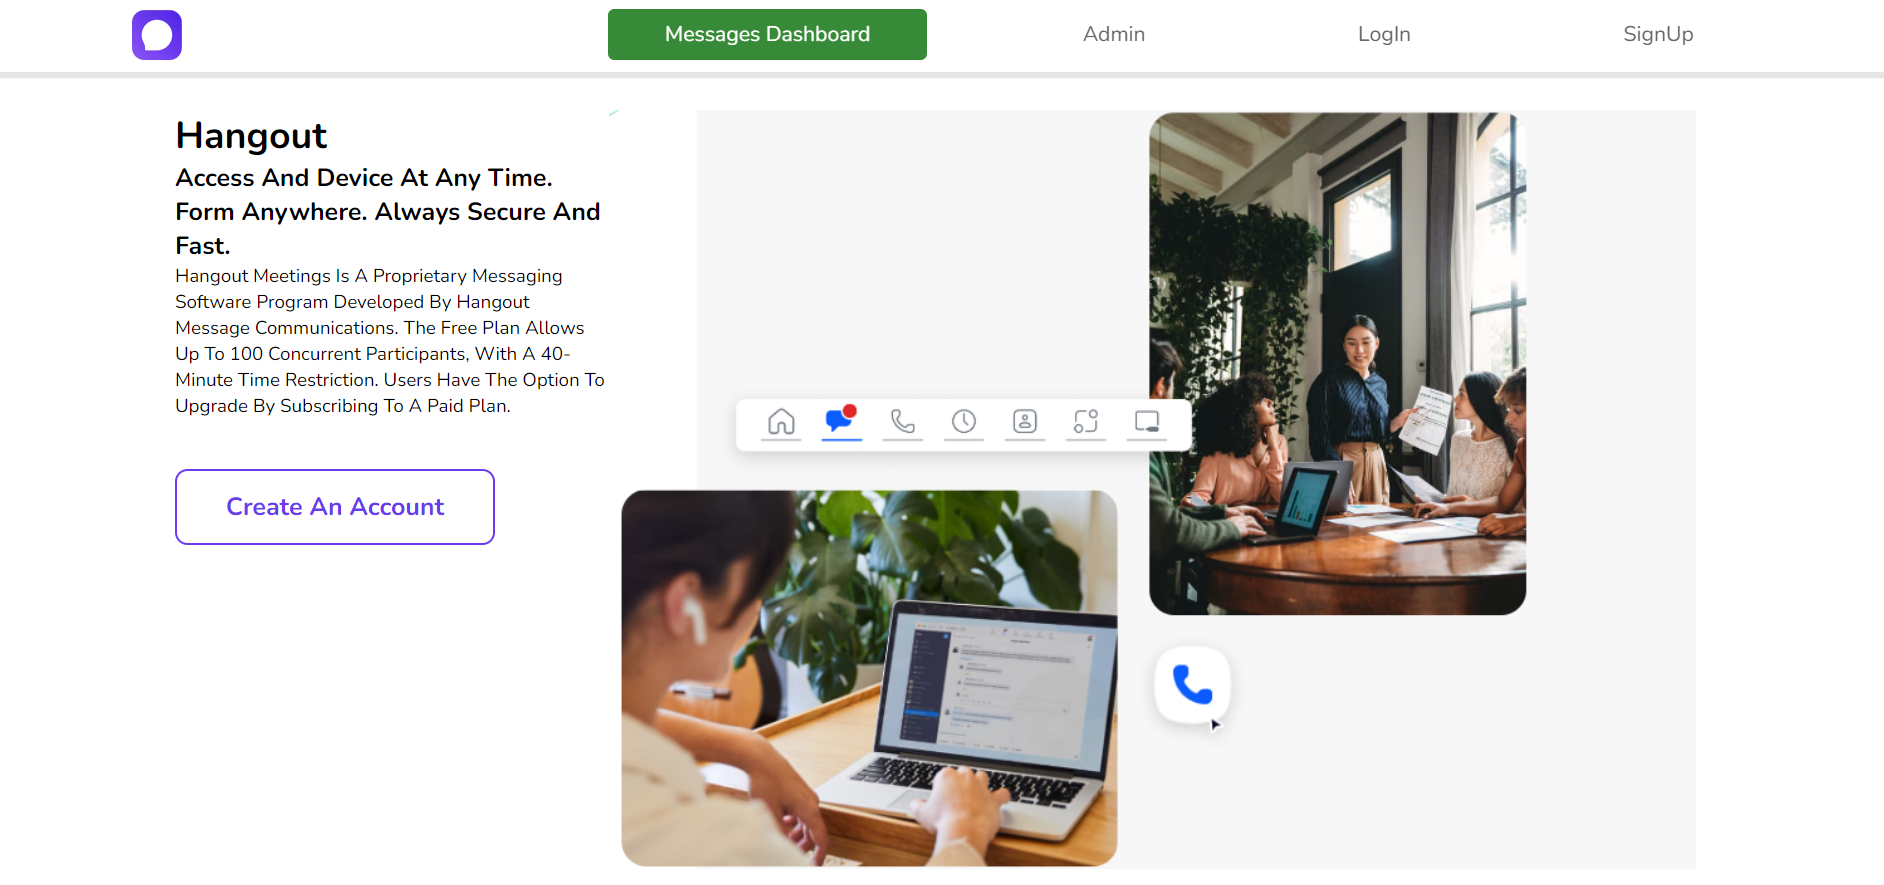 Messages Dashboard
Admin
LogIn
SignUp
Hangout
Access And Device At Any Time.
Form Anywhere. Always Secure And
Fast.
Hangout Meetings Is A Proprietary Messaging
Software Program Developed By Hangout
Message Communications. The Free Plan Allows
Up To 100 Concurrent Participants, With A 40-
Minute Time Restriction. Users Have The Option To
Upgrade By Subscribing To A Paid Plan.
Create An Account